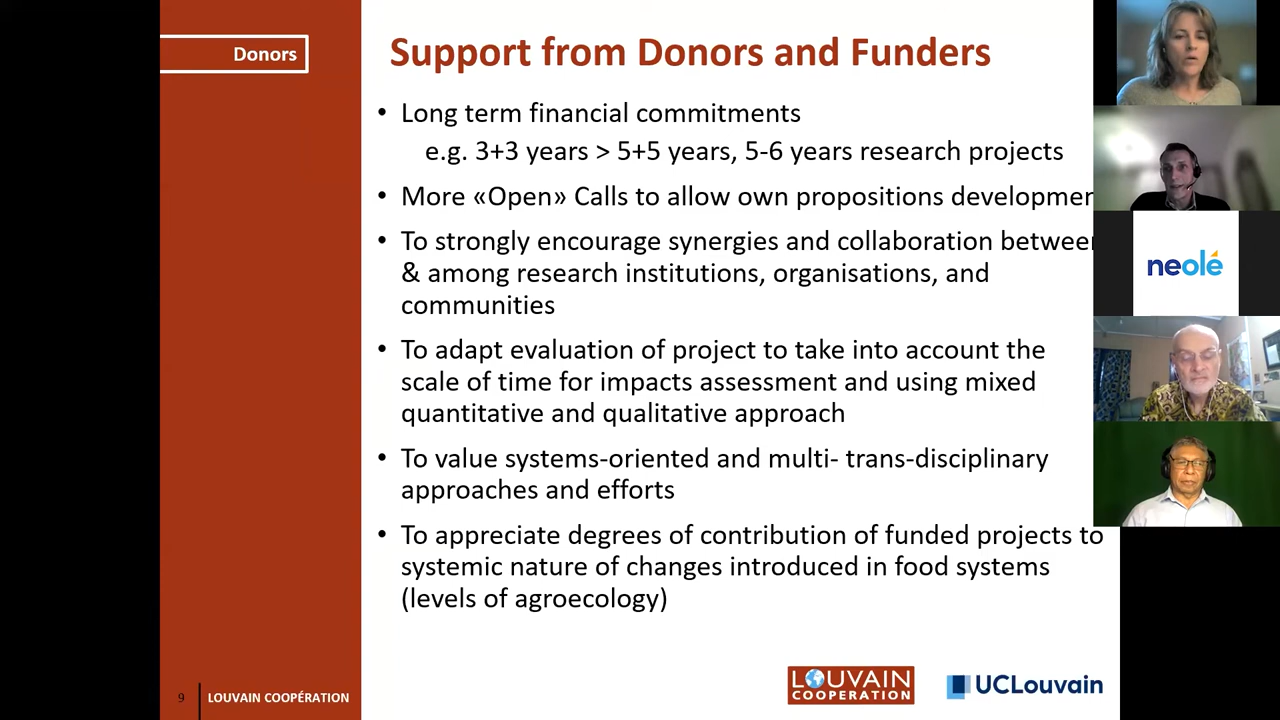 Donors
Support from Donors and Funders
• Long term financial commitments
e.g. 3+3 years > 5+5 years, 5-6 years research projects
• More «Open» Calls to allow own propositions developmen
• To strongly encourage synergies and collaboration between
& among research institutions, organisations, and
communities
• To adapt evaluation of project to take into account the
scale of time for impacts assessment and using mixed
quantitative and qualitative approach
• To value systems-oriented and multi- trans-disciplinary
approaches and efforts
• To appreciate degrees of contribution of funded projects to
systemic nature of changes introduced in food systems
(levels of agroecology)
9 LOUVAIN COOPÉRATION
LOUVAIN
COOPERATION
UCLouvain
neolé